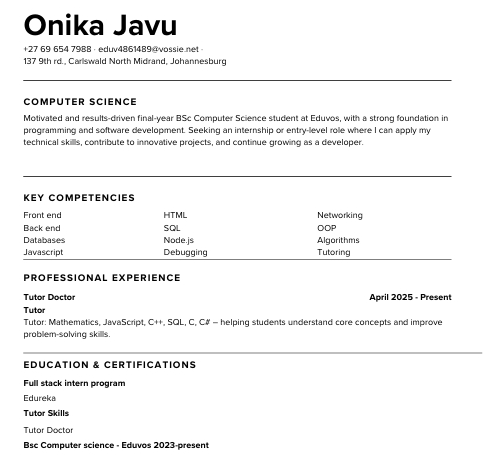 Onika Javu
+27 69 654 7988 · eduv4861489@vossie.net ·
137 9th rd., Carlswald North Midrand, Johannesburg
COMPUTER SCIENCE
Motivated and results-driven final-year BSc Computer Science student at Eduvos, with a strong foundation in
programming and software development. Seeking an internship or entry-level role where I can apply my
technical skills, contribute to innovative projects, and continue growing as a developer.
KEY COMPETENCIES
Front end HTML Networking
Back end SQL OOP
Databases Node.js Algorithms
Javascript Debugging Tutoring
PROFESSIONAL EXPERIENCE
Tutor Doctor April 2025 - Present
Tutor
Tutor: Mathematics, JavaScript, C++, SQL, C, C# – helping students understand core concepts and improve
problem-solving skills.
EDUCATION & CERTIFICATIONS
Full stack intern program
Edureka
Tutor Skills
Tutor Doctor
Bsc Computer science - Eduvos 2023-present